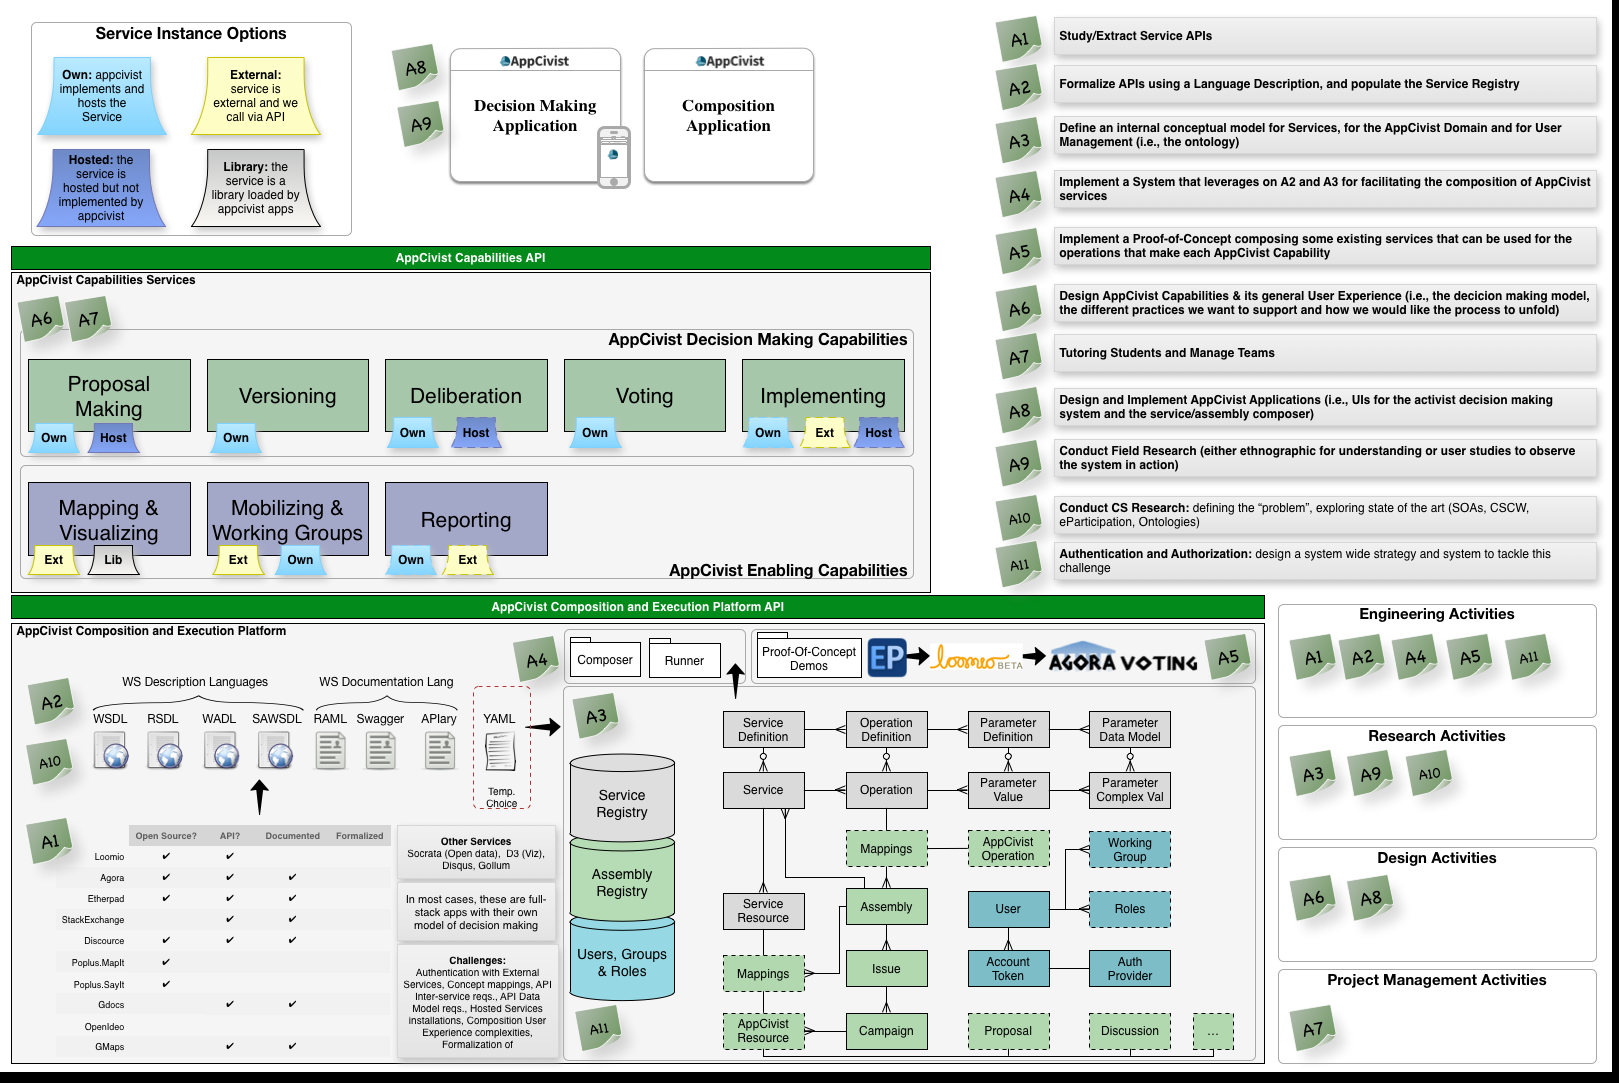 Service Instance Options
Own: appcivist
implements and
hosts the
Service
External:
service is
external and we
call via API
Hosted: the
service is
hosted but not
implemented by
appcivist
Library: the
service is a
library loaded by
appcivist apps
A8
A9
AppCivist
Decision Making
Application
AppCivist
Composition
Application
A1
Study/Extract Service APIs
A2
Formalize APIs using a Language Description, and populate the Service Registry
A3
Define an internal conceptual model for Services, for the AppCivist Domain and for User
Management (i.e., the ontology)
A4
Implement a System that leverages on A2 and A3 for facilitating the composition of AppCivist
services
A5
Implement a Proof-of-Concept composing some existing services that can be used for the
operations that make each AppCivist Capability
A6
Design AppCivist Capabilities & its general User Experience (i.e., the decicion making model,
the different practices we want to support and how we would like the process to unfold)
A7
Tutoring Students and Manage Teams
A8
Design and Implement AppCivist Applications (i.e., UIs for the activist decision making
system and the service/assembly composer)
A9
Conduct Field Research (either ethnographic for understanding or user studies to observe
the system in action)
A10
Conduct CS Research: defining the “problem”, exploring state of the art (SOAs, CSCW,
eParticipation, Ontologies)
A11
Authentication and Authorization: design a system wide strategy and system to tackle this
challenge
AppCivist Capabilities API
AppCivist Capabilities Services
A6
A7
AppCivist Decision Making Capabilities
Proposal
Making
Own
Host
Versioning
Own
Deliberation
Own
Host
Voting
Own
Implementing
Own
Ext
Host
Mapping &
Visualizing
Ext
Lib
Mobilizing &
Working Groups
Ext
Own
Reporting
Own
Ext
AppCivist Enabling Capabilities
AppCivist Composition and Execution Platform API
AppCivist Composition and Execution Platform
A4
Composer
Runner
Proof-Of-Concept
Demos
EP
loomio
BETA
AGORA VOTING
A5
A2
A10
WS Description Languages
WS Documentation Lang
WSDL
RSDL
WADL
SAWSDL
RAML
Swagger
APIary
YAML
Temp.
Choice
A1
Open Source? API? Documented Formalized
Loomio ✔ ✔
Agora ✔ ✔ ✔
Etherpad ✔ ✔ ✔
StackExchange ✔ ✔
Discource ✔ ✔ ✔
Poplus.MapIt ✔
Poplus.SayIt ✔
Gdocs ✔ ✔
OpenIdeo
GMaps ✔ ✔
Other Services
Socrata (Open data), D3 (Viz),
Disqus, Gollum
In most cases, these are full-
stack apps with their own
model of decision making
Challenges:
Authentication with External
Services, Concept mappings, API
Inter-service reqs., API Data
Model reqs., Hosted Services
installations, Composition User
Experience complexities,
Formalization of
A3
Service
Registry
Assembly
Registry
Users, Groups
& Roles
A11
Service
Definition
Operation
Definition
Parameter
Definition
Parameter
Data Model
Service
Operation
Parameter
Value
Parameter
Complex Val
Mappings
AppCivist
Operation
Working
Group
Service
Resource
Assembly
User
Roles
Mappings
Issue
Account
Token
Auth
Provider
AppCivist
Resource
Campaign
Proposal
Discussion
...
Engineering Activities
A1
A2
A4
A5
A11
Research Activities
A3
A9
A10
Design Activities
A6
A8
Project Management Activities
A7